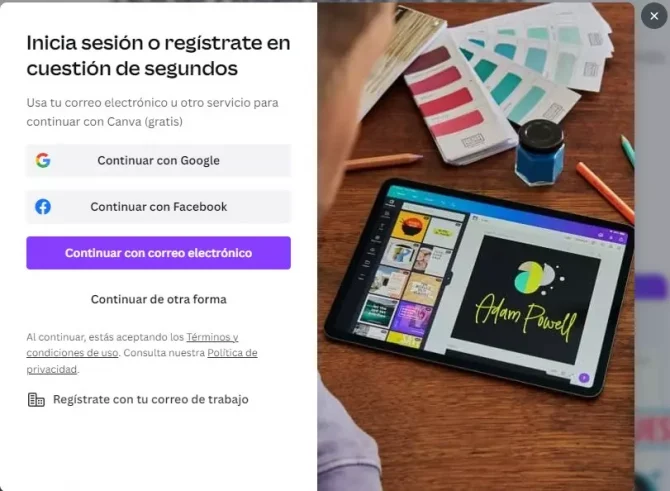 Inicia sesión o regístrate en
cuestión de segundos
Usa tu correo electrónico u otro servicio para
continuar con Canva (gratis)
Continuar con Google
Continuar con Facebook
Continuar con correo electrónico
Continuar de otra forma
Al continuar, estás aceptando los Términos y
condiciones de uso. Consulta nuestra Política de
privacidad.
Regístrate con tu correo de trabajo
Adam Powell